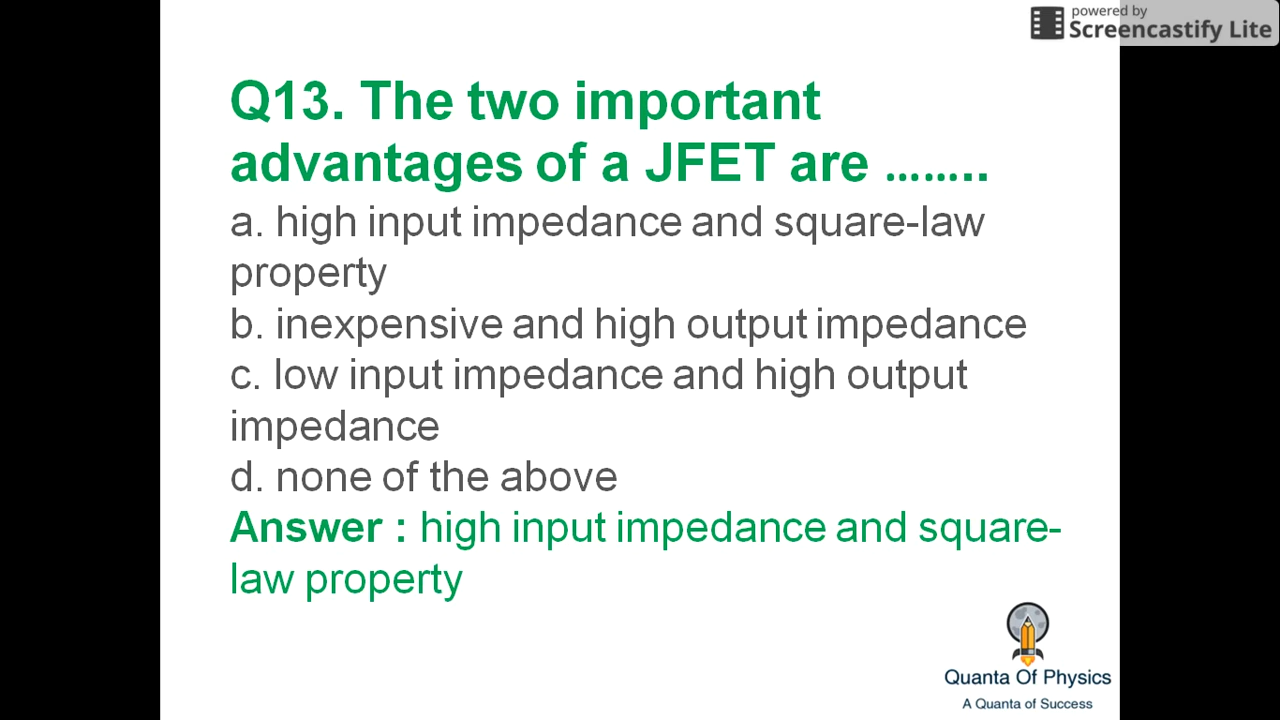 powered by
Screencastify Lite
Q13. The two important
advantages of a JFET are ........
a. high input impedance and square-law
property
b. inexpensive and high output impedance
c. low input impedance and high output
impedance
d. none of the above
Answer : high input impedance and square-
law property
Quanta Of Physics
A Quanta of Success